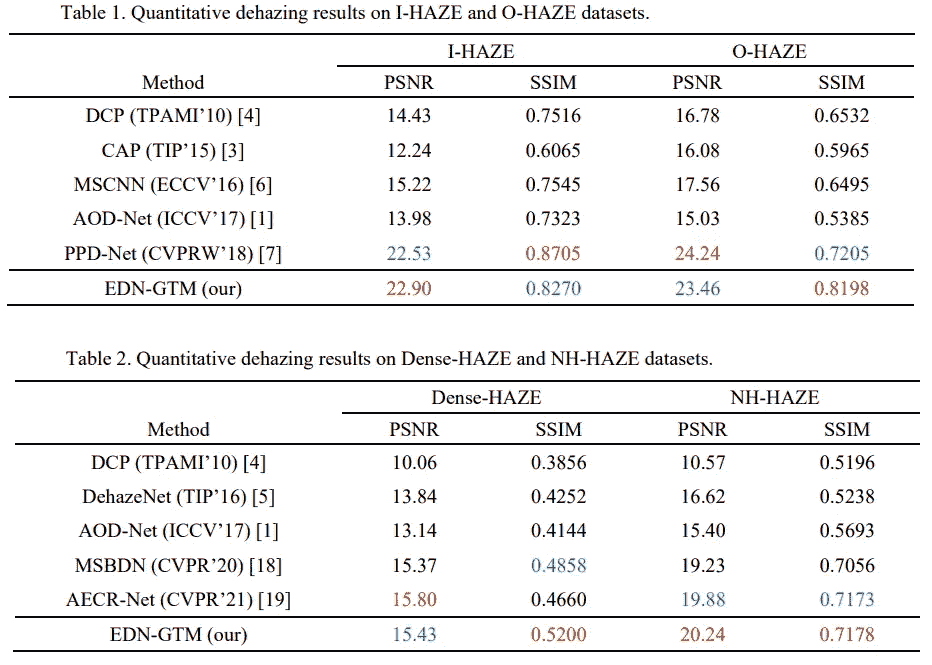 Table 1. Quantitative dehazing results on I-HAZE and O-HAZE datasets.
I-HAZE O-HAZE
Method PSNR SSIM PSNR SSIM
DCP (TPAMI’10) [4] 14.43 0.7516 16.78 0.6532
CAP (TIP’15) [3] 12.24 0.6065 16.08 0.5965
MSCNN (ECCV’16) [6] 15.22 0.7545 17.56 0.6495
AOD-Net (ICCV’17) [1] 13.98 0.7323 15.03 0.5385
PPD-Net (CVPRW’18) [7] 22.53 0.8705 24.24 0.7205
EDN-GTM (our) 22.90 0.8270 23.46 0.8198
Table 2. Quantitative dehazing results on Dense-HAZE and NH-HAZE datasets.
Dense-HAZE NH-HAZE
Method PSNR SSIM PSNR SSIM
DCP (TPAMI’10) [4] 10.06 0.3856 10.57 0.5196
DehazeNet (TIP’16) [5] 13.84 0.4252 16.62 0.5238
AOD-Net (ICCV’17) [1] 13.14 0.4144 15.40 0.5693
MSBDN (CVPR’20) [18] 15.37 0.4858 19.23 0.7056
AECR-Net (CVPR’21) [19] 15.80 0.4660 19.88 0.7173
EDN-GTM (our) 15.43 0.5200 20.24 0.7178